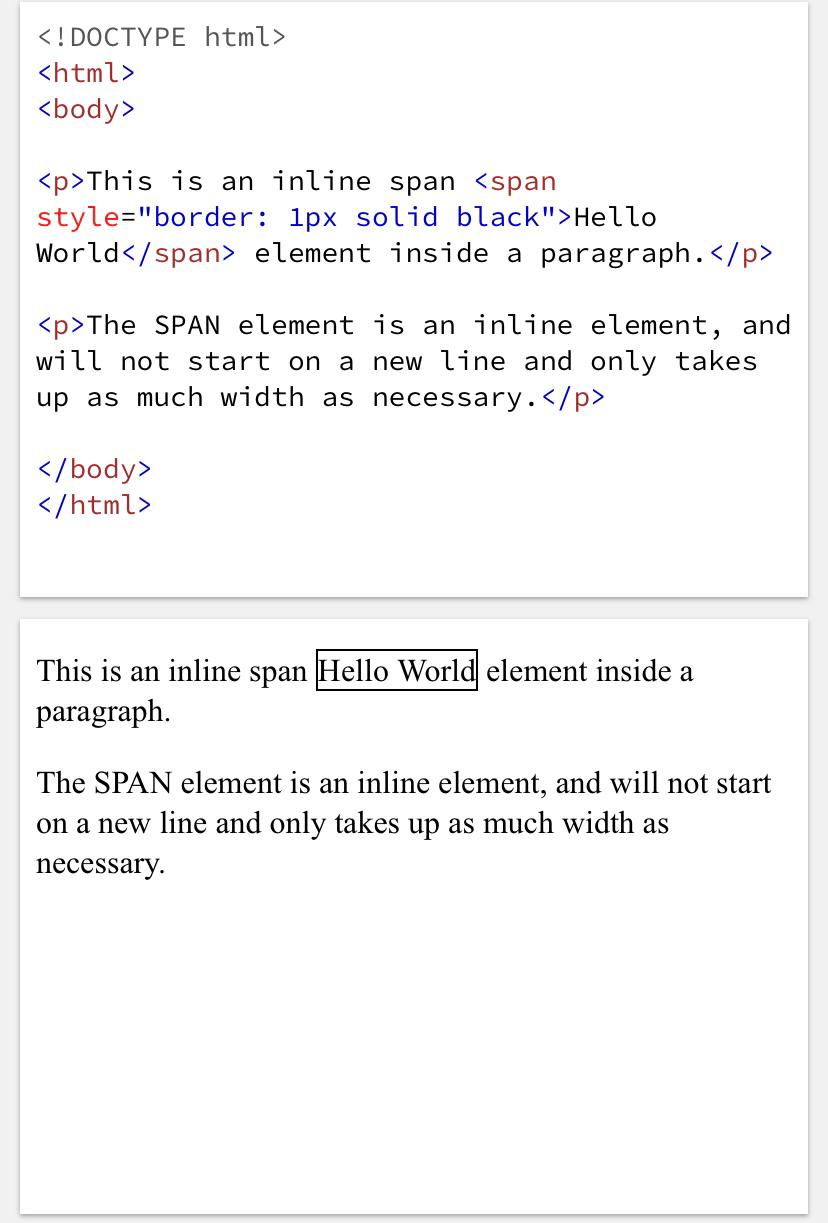 <!DOCTYPE html>
<html>
<body>
<p>This is an inline span <span
style="border: 1px solid black">Hello
World</span> element inside a paragraph.</p>
<p>The SPAN element is an inline element, and
will not start on a new line and only takes
up as much width as necessary.</p>
</body>
</html>
This is an inline span Hello World element inside a
paragraph.
The SPAN element is an inline element, and will not start
on a new line and only takes up as much width as
necessary.